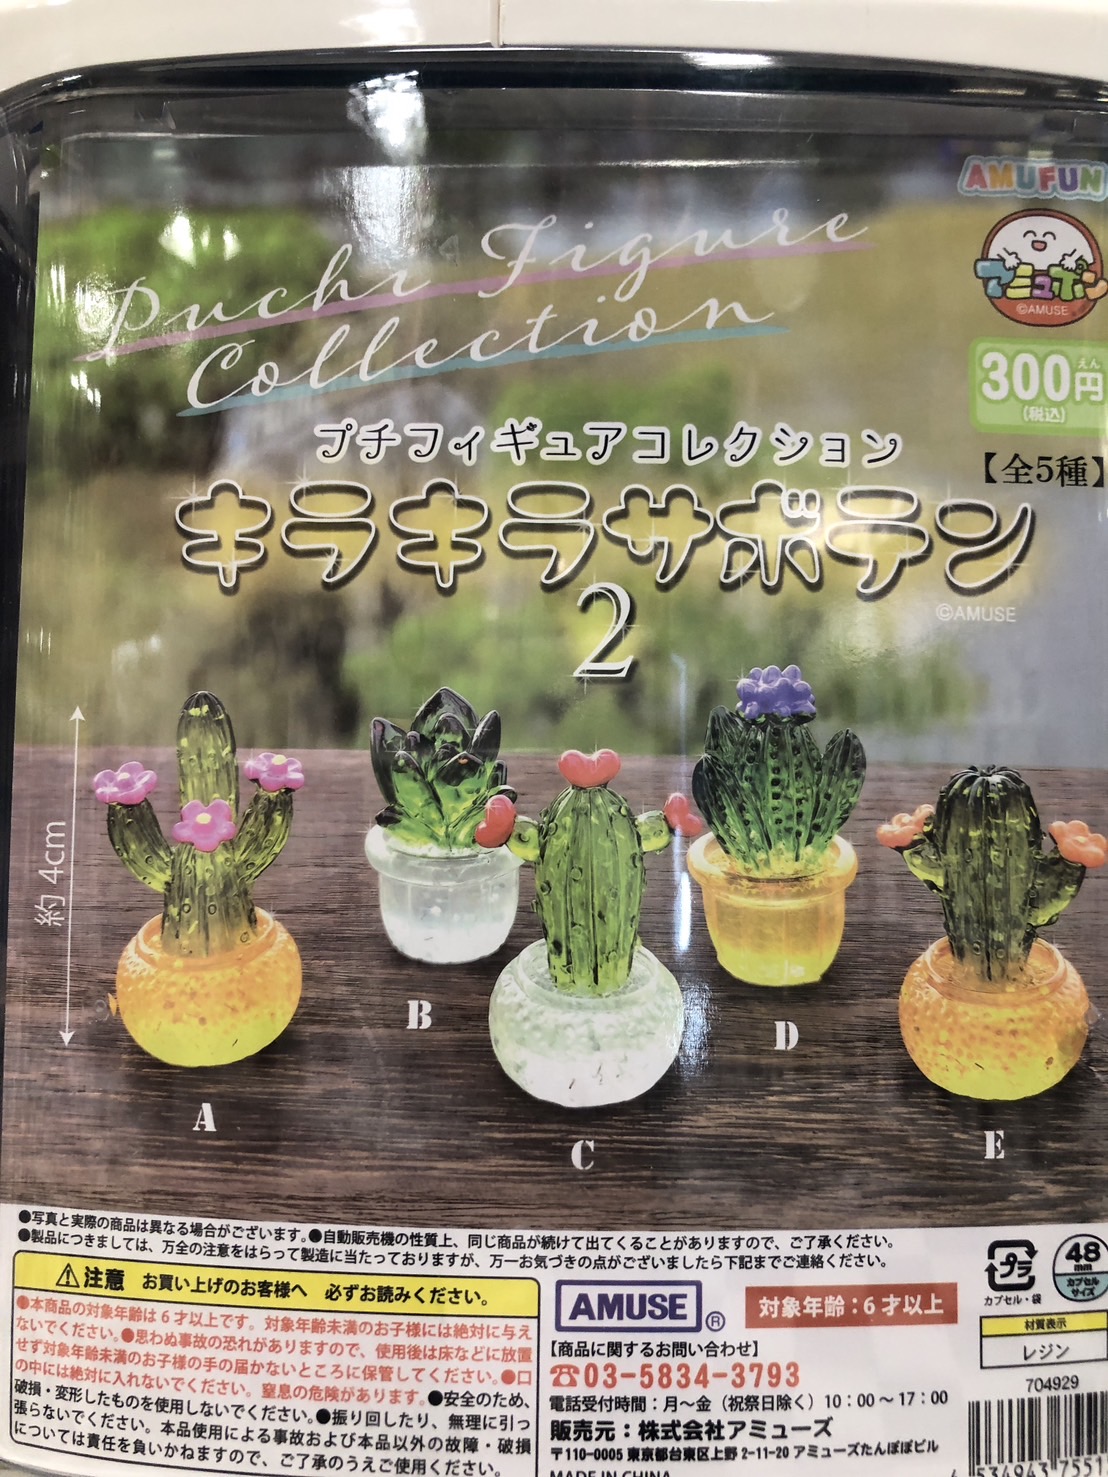 AMUFUN
アミュポン
©AMUSE
Puchi Figure
Collection
300円
えん
(税込)
プチフィギュアコレクション
【全5種】
キラキラサボテン
2
©AMUSE
約 4cm
A
B
C
D
E
●写真と実際の商品は異なる場合がございます。●自動販売機の性質上、同じ商品が続けて出てくることがありますので、ご了承ください。
●製品につきましては、万全の注意をはらって製造に当たっておりますが、万一お気づきの点がございましたら下記までご連絡ください。
注意 お買い上げのお客様へ 必ずお読みください。
●本商品の対象年齢は6才以上です。対象年齢未満のお子様には絶対に与え
ないでください。●思わぬ事故の恐れがありますので、使用後は床などに放置
せず対象年齢未満のお子様の手の届かないところに保管してください。●口
の中には絶対に入れないでください。窒息の危険があります。●安全のため、
破損・変形したものを使用しないでください。●振り回したり、無理に引っ
張らないでください。本品使用による事故および本品以外の故障・破損
については責任を負いかねますので、ご了承のうえご使用ください。
AMUSE®
対象年齢：6才以上
【商品に関するお問い合わせ】
☎03-5834-3793
電話受付時間：月〜金（祝祭日除く）10：00〜17：00
販売元：株式会社アミューズ
〒110-0005 東京都台東区上野2-11-20 アミューズたんぽぽビル
MADE IN CHINA
プラ
カプセル・袋
48
mm
カプセル
サイズ
材質表示
レジン
704929